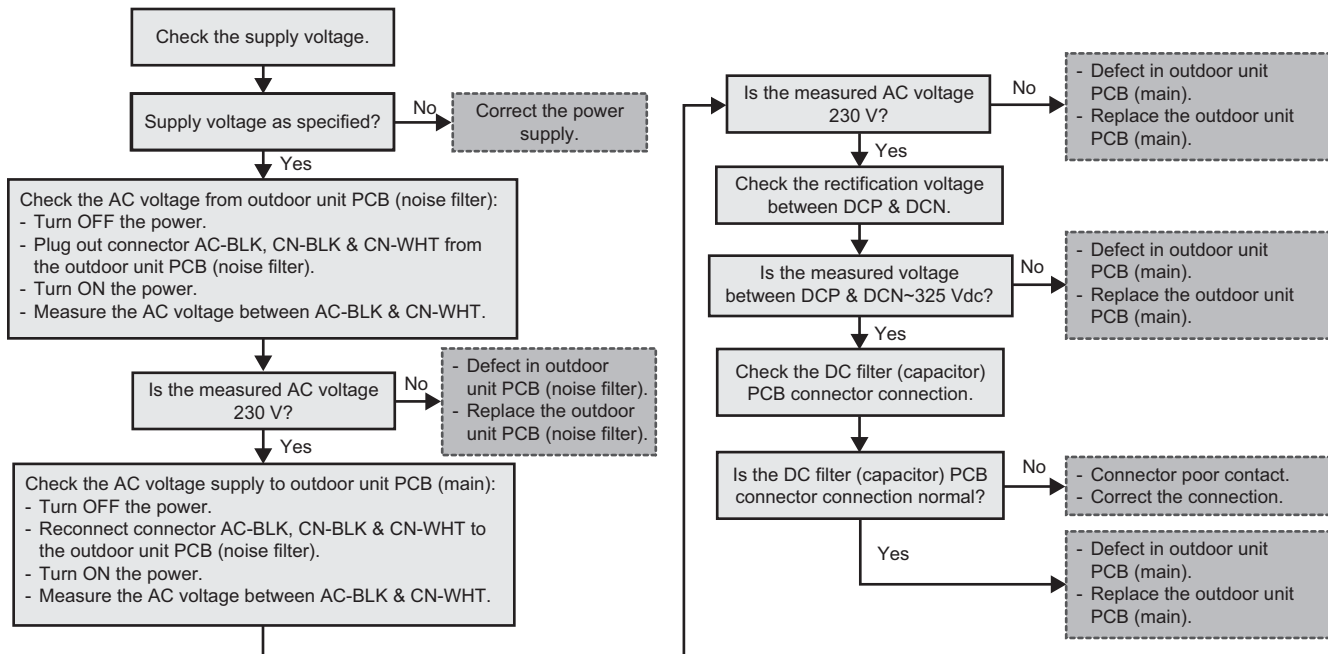 Check the supply voltage.
Supply voltage as specified?
No
Correct the power
supply.
Yes
Check the AC voltage from outdoor unit PCB (noise filter):
- Turn OFF the power.
- Plug out connector AC-BLK, CN-BLK & CN-WHT from
the outdoor unit PCB (noise filter).
- Turn ON the power.
- Measure the AC voltage between AC-BLK & CN-WHT.
Is the measured AC voltage
230 V?
No
- Defect in outdoor
unit PCB (noise filter).
- Replace the outdoor
unit PCB (noise filter).
Yes
Check the AC voltage supply to outdoor unit PCB (main):
- Turn OFF the power.
- Reconnect connector AC-BLK, CN-BLK & CN-WHT to
the outdoor unit PCB (noise filter).
- Turn ON the power.
- Measure the AC voltage between AC-BLK & CN-WHT.
Is the measured AC voltage
230 V?
No
- Defect in outdoor unit
PCB (main).
- Replace the outdoor unit
PCB (main).
Yes
Check the rectification voltage
between DCP & DCN.
Is the measured voltage
between DCP & DCN~325 Vdc?
No
- Defect in outdoor unit
PCB (main).
- Replace the outdoor unit
PCB (main).
Yes
Check the DC filter (capacitor)
PCB connector connection.
Is the DC filter (capacitor) PCB
connector connection normal?
No
- Connector poor contact.
- Correct the connection.
Yes
- Defect in outdoor unit
PCB (main).
- Replace the outdoor unit
PCB (main).